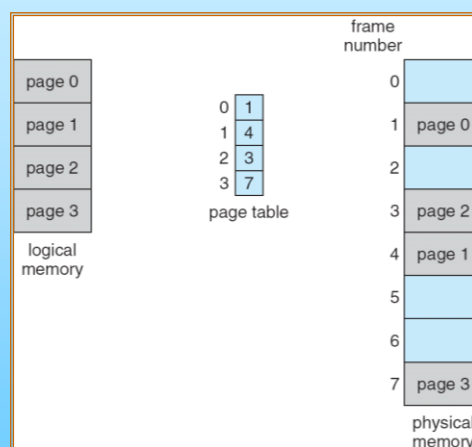 frame
number
page 0
page 1
page 2
page 3
logical
memory
0 1
1 4
2 3
3 7
page table
0
1 page 0
2
3 page 2
4 page 1
5
6
7 page 3
physical
memory